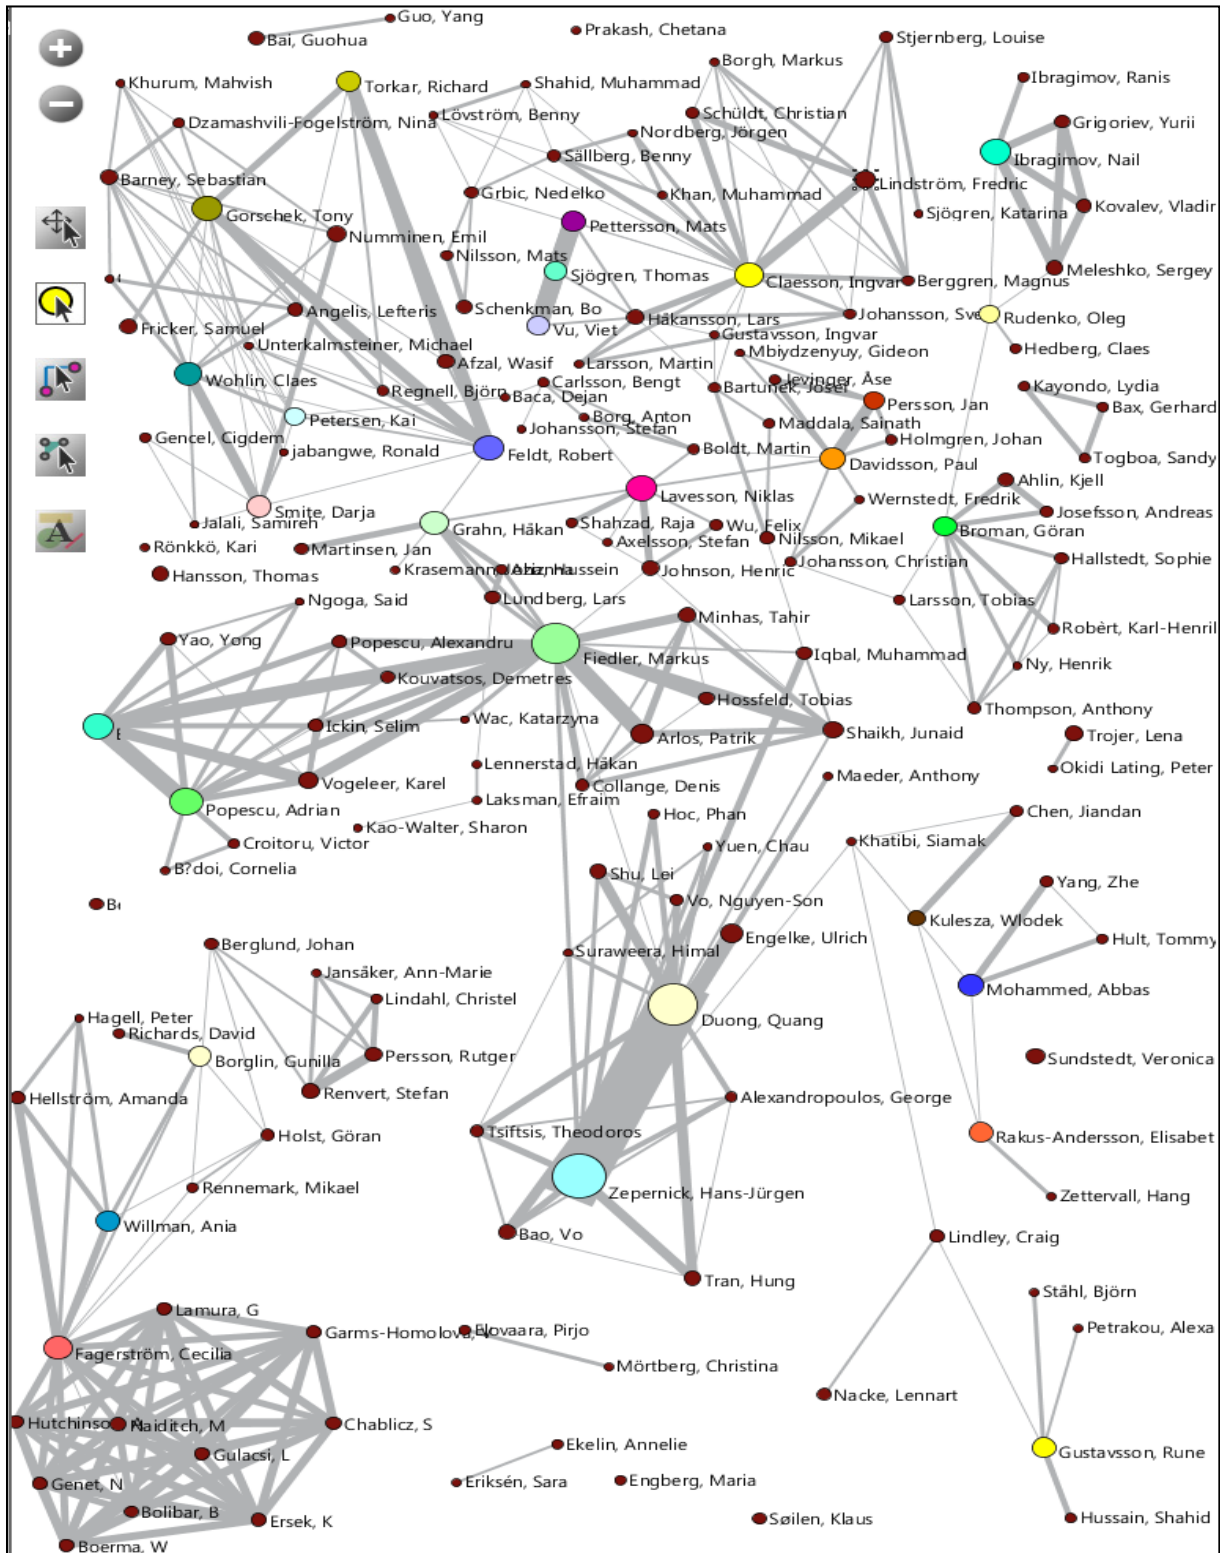 Guo, Yang
Bai, Guohua
Prakash, Chetana
Stjernberg, Louise
Borgh, Markus
Khurum, Mahvish
Torkar, Richard
Shahid, Muhammad
Ibragimov, Ranis
Dzamashvili-Fogelström, Nina
Lövström, Benny
Schüldt, Christian
Grigoriev, Yurii
Nordberg, Jörgen
Sällberg, Benny
Ibragimov, Nail
Barney, Sebastian
Grbic, Nedelko
Khan, Muhammad
Lindström, Fredric
Gorschek, Tony
Pettersson, Mats
Sjögren, Katarina
Kovalev, Vladir
Numminen, Emil
Nilsson, Mats
Sjögren, Thomas
Claesson, Ingvar
Berggren, Magnus
Meleshko, Sergey
Angelis, Lefteris
Schenkman, Bo
Håkansson, Lars
Johansson, Sve
Rudenko, Oleg
Fricker, Samuel
Vu, Viet
Gustavsson, Ingvar
Unterkalmsteiner, Michael
Mbiydzenyuy, Gideon
Hedberg, Claes
Afzal, Wasif
Larsson, Martin
Wohlin, Claes
Carlsson, Bengt
Jevinger, Åse
Bartunek, Josef
Kayondo, Lydia
Regnell, Björn
Baca, Dejan
Persson, Jan
Bax, Gerhard
Petersen, Kai
Borg, Anton
Maddala, Sainath
Johansson, Stefan
Gencel, Cigdem
Holmgren, Johan
jabangwe, Ronald
Feldt, Robert
Boldt, Martin
Davidsson, Paul
Togboa, Sandy
Ahlin, Kjell
Lavesson, Niklas
Wernstedt, Fredrik
Smite, Darja
Josefsson, Andreas
Jalali, Samireh
Grahn, Håkan
Shahzad, Raja
Wu, Felix
Broman, Göran
Axelsson, Stefan
Nilsson, Mikael
Rönkkö, Kari
Martinsen, Jan
Johansson, Christian
Hallstedt, Sophie
Hansson, Thomas
Aziz, Hussein
Johnson, Henric
Ngoga, Said
Lundberg, Lars
Larsson, Tobias
Minhas, Tahir
Robèrt, Karl-Henril
Yao, Yong
Popescu, Alexandru
Fiedler, Markus
Iqbal, Muhammad
Ny, Henrik
Kouvatsos, Demetres
Hossfeld, Tobias
Thompson, Anthony
Ickin, Selim
Wac, Katarzyna
Arlos, Patrik
Shaikh, Junaid
Trojer, Lena
Lennerstad, Håkan
Okidi Lating, Peter
Vogeleer, Karel
Collange, Denis
Maeder, Anthony
Popescu, Adrian
Laksman, Efraim
Hoc, Phan
Chen, Jiandan
Kao-Walter, Sharon
Croitoru, Victor
Yuen, Chau
Khatibi, Siamak
B?doi, Cornelia
Shu, Lei
Yang, Zhe
Vo, Nguyen-Son
Kulesza, Wlodek
Engelke, Ulrich
Hult, Tommy
Berglund, Johan
Suraweera, Himal
Jansåker, Ann-Marie
Mohammed, Abbas
Lindahl, Christel
Hagell, Peter
Duong, Quang
Richards, David
Borglin, Gunilla
Persson, Rutger
Sundstedt, Veronica
Renvert, Stefan
Hellström, Amanda
Alexandropoulos, George
Holst, Göran
Tsiftsis, Theodoros
Rakus-Andersson, Elisabet
Rennemark, Mikael
Zepernick, Hans-Jürgen
Zettervall, Hang
Willman, Ania
Bao, Vo
Lindley, Craig
Tran, Hung
Ståhl, Björn
Lamura, G
Garms-Homolova, V
Elovaara, Pirjo
Petrakou, Alexa
Fagerström, Cecilia
Mörtberg, Christina
Nacke, Lennart
Hutchinso
Naiditch, M
Chablicz, S
Ekelin, Annelie
Gulacsi, L
Gustavsson, Rune
Genet, N
Eriksén, Sara
Engberg, Maria
Bolibar, B
Ersek, K
Søilen, Klaus
Hussain, Shahid
Boerma, W